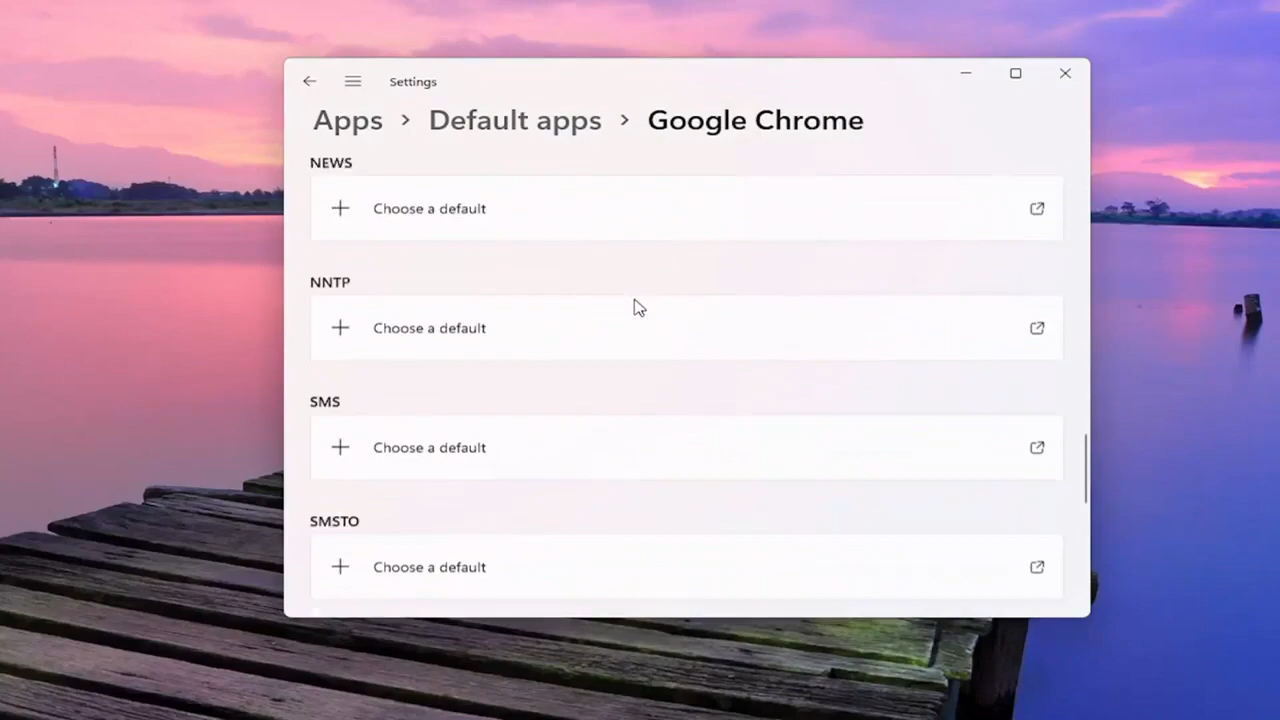 Settings
Apps > Default apps > Google Chrome
NEWS
Choose a default
NNTP
Choose a default
SMS
Choose a default
SMSTO
Choose a default